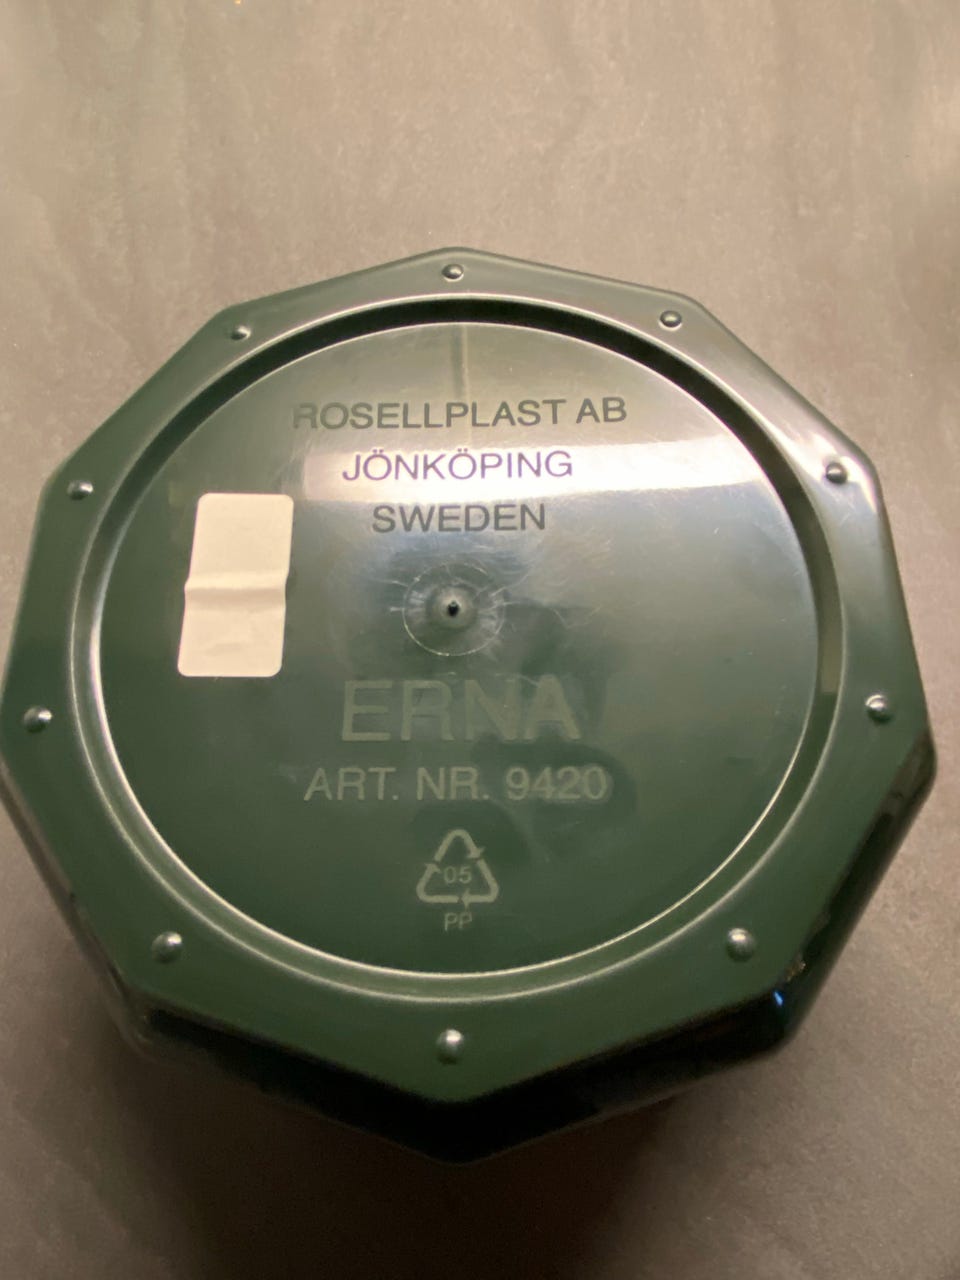 ROSELLPLAST AB
JÖNKÖPING
SWEDEN
ERNA
ART. NR. 9420
05
PP